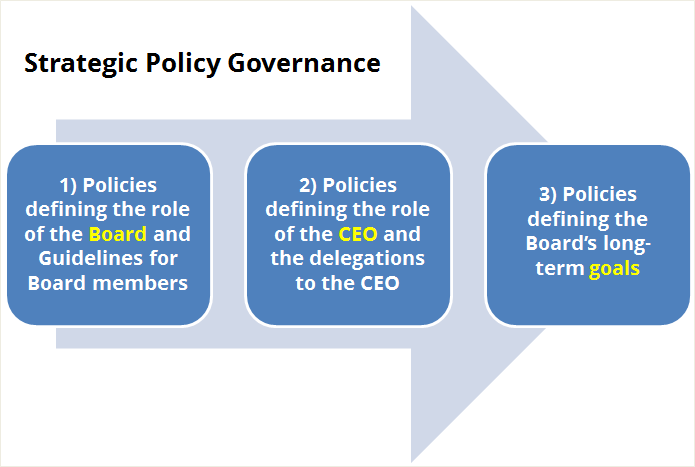 Strategic Policy Governance
1) Policies
defining the role
of the Board and
Guidelines for
Board members
2) Policies
defining the role
of the CEO and
the delegations
to the CEO
3) Policies
defining the
Board’s long-
term goals